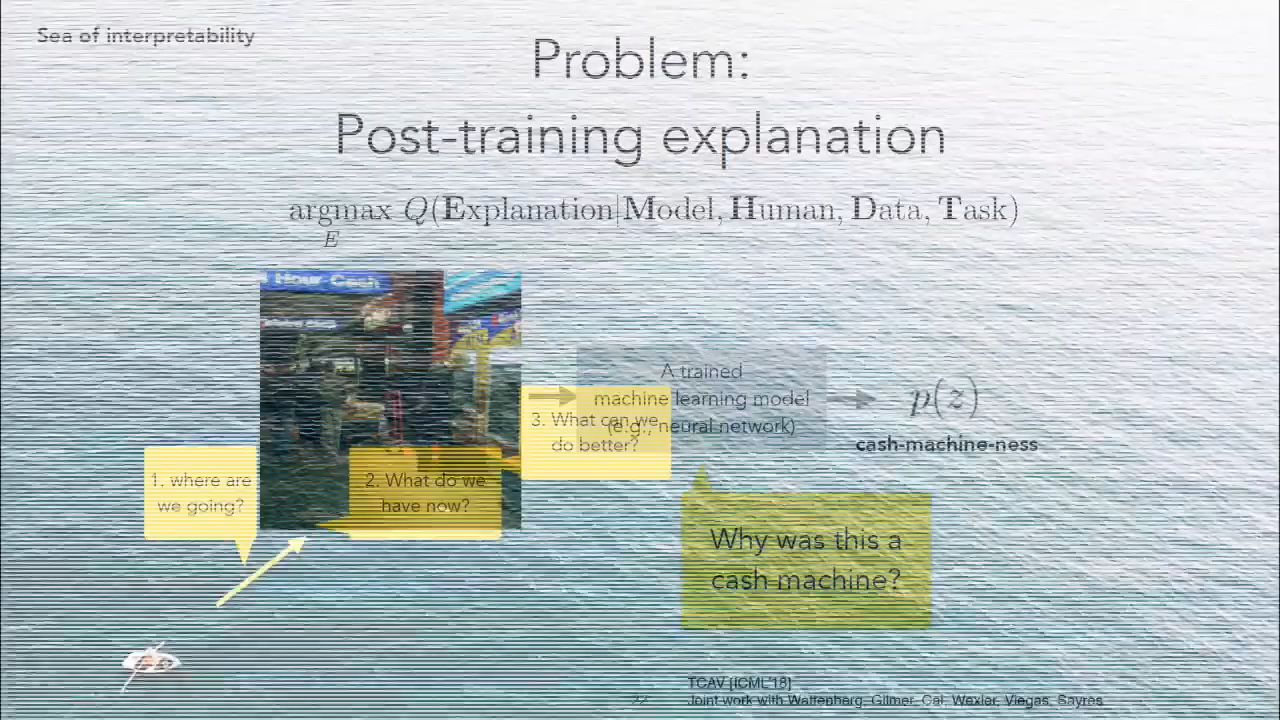 Sea of interpretability
Problem:
Post-training explanation
argmax Q(Explanation|Model, Human, Data, Task)
E
Hour Cash
A trained
machine learning model
(e.g., neural network)
p(z)
cash-machine-ness
3. What can we
do better?
1. where are
we going?
2. What do we
have now?
Why was this a
cash machine?
TCAV [ICML'18]
Joint work with Wattenberg, Gilmer, Cai, Wexler, Viegas, Sayres